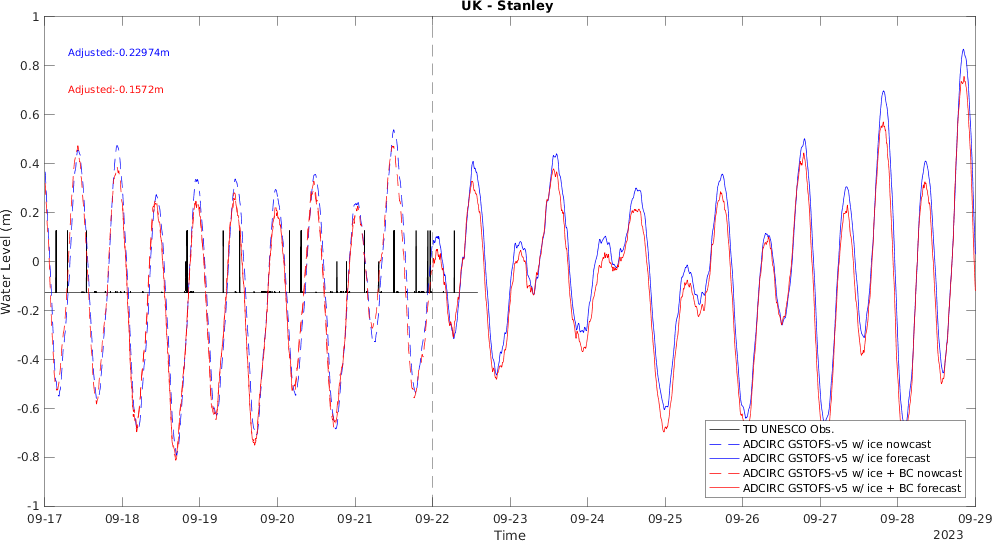 UK - Stanley
Adjusted:-0.22974m
Adjusted:-0.1572m
Water Level (m)
1
0.8
0.6
0.4
0.2
0
-0.2
-0.4
-0.6
-0.8
-1
TD UNESCO Obs.
ADCIRC GSTOFS-v5 w/ ice nowcast
ADCIRC GSTOFS-v5 w/ ice forecast
ADCIRC GSTOFS-v5 w/ ice + BC nowcast
ADCIRC GSTOFS-v5 w/ ice + BC forecast
09-17 09-18 09-19 09-20 09-21 09-22 09-23 09-24 09-25 09-26 09-27 09-28 09-29
Time
2023